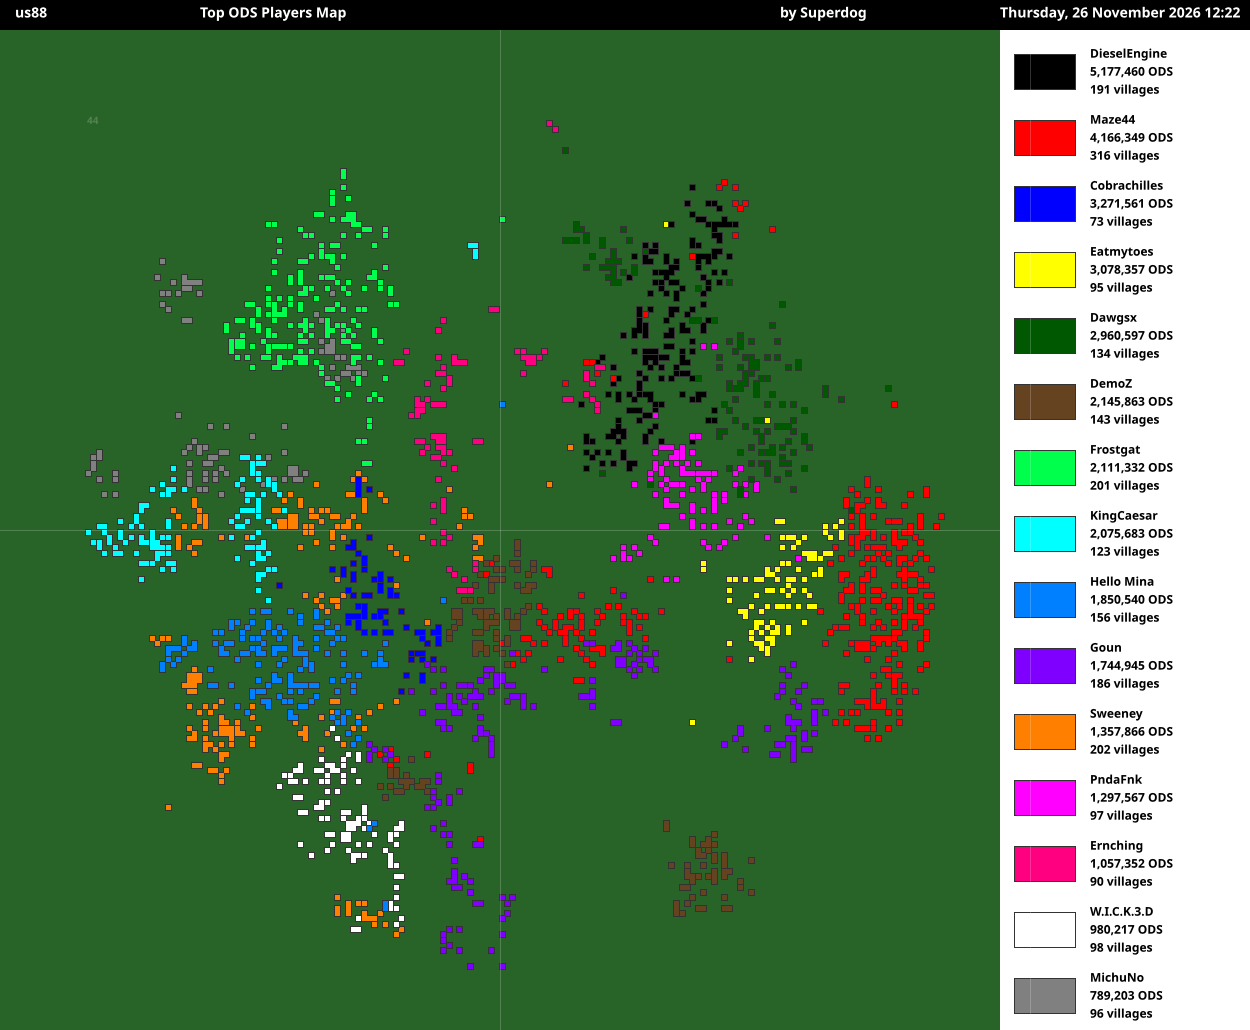 us88 Top ODS Players Map by Superdog Thursday, 26 November 2026 12:22
44
DieselEngine
5,177,460 ODS
191 villages
Maze44
4,166,349 ODS
316 villages
Cobrachilles
3,271,561 ODS
73 villages
Eatmytoes
3,078,357 ODS
95 villages
Dawgsx
2,960,597 ODS
134 villages
DemoZ
2,145,863 ODS
143 villages
Frostgat
2,111,332 ODS
201 villages
KingCaesar
2,075,683 ODS
123 villages
Hello Mina
1,850,540 ODS
156 villages
Goun
1,744,945 ODS
186 villages
Sweeney
1,357,866 ODS
202 villages
PndaFnk
1,297,567 ODS
97 villages
Ernching
1,057,352 ODS
90 villages
W.I.C.K.3.D
980,217 ODS
98 villages
MichuNo
789,203 ODS
96 villages